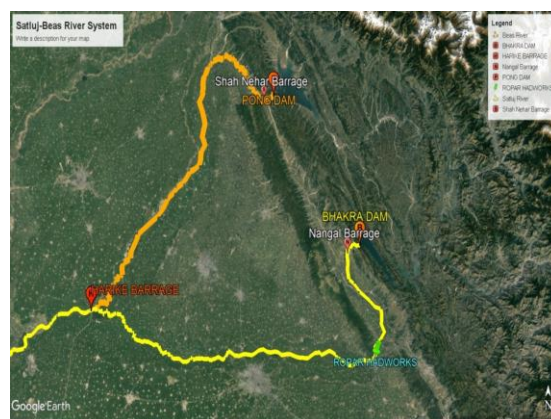 Satluj-Beas River System
Write a description for your map.
Legend
Beas River
BHAKRA DAM
HARIKE BARRAGE
Nangal Barrage
PONG DAM
ROPAR HADWORKS
Satluj River
Shah Nehar Barrage
Shah Nehar Barrage
PONG DAM
BHAKRA DAM
Nangal Barrage
HARIKE BARRAGE
ROPAR HADWORKS
Google Earth
N